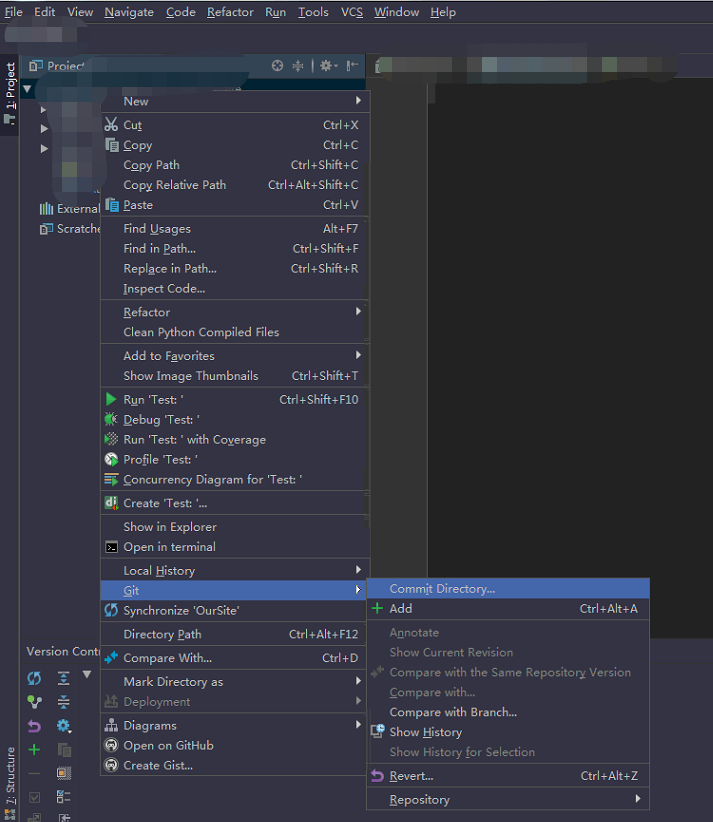 File Edit View Navigate Code Refactor Run Tools VCS Window Help
Project
1: Project
New
Cut Ctrl+X
Copy Ctrl+C
Copy Path Ctrl+Shift+C
Copy Relative Path Ctrl+Alt+Shift+C
Paste Ctrl+V
External
Scratche
Find Usages Alt+F7
Find in Path... Ctrl+Shift+F
Replace in Path... Ctrl+Shift+R
Inspect Code...
Refactor
Clean Python Compiled Files
Add to Favorites
Show Image Thumbnails Ctrl+Shift+T
Run 'Test: ' Ctrl+Shift+F10
Debug 'Test: '
Run 'Test: ' with Coverage
Profile 'Test: '
Concurrency Diagram for 'Test: '
Create 'Test: '...
Show in Explorer
Open in terminal
Local History
Git
Synchronize 'OurSite'
Directory Path Ctrl+Alt+F12
Compare With... Ctrl+D
Mark Directory as
Deployment
Diagrams
Open on GitHub
Create Gist...
Commit Directory...
Add Ctrl+Alt+A
Annotate
Show Current Revision
Compare with the Same Repository Version
Compare with...
Compare with Branch...
Show History
Show History for Selection
Revert... Ctrl+Alt+Z
Repository
Version Contr
7: Structure